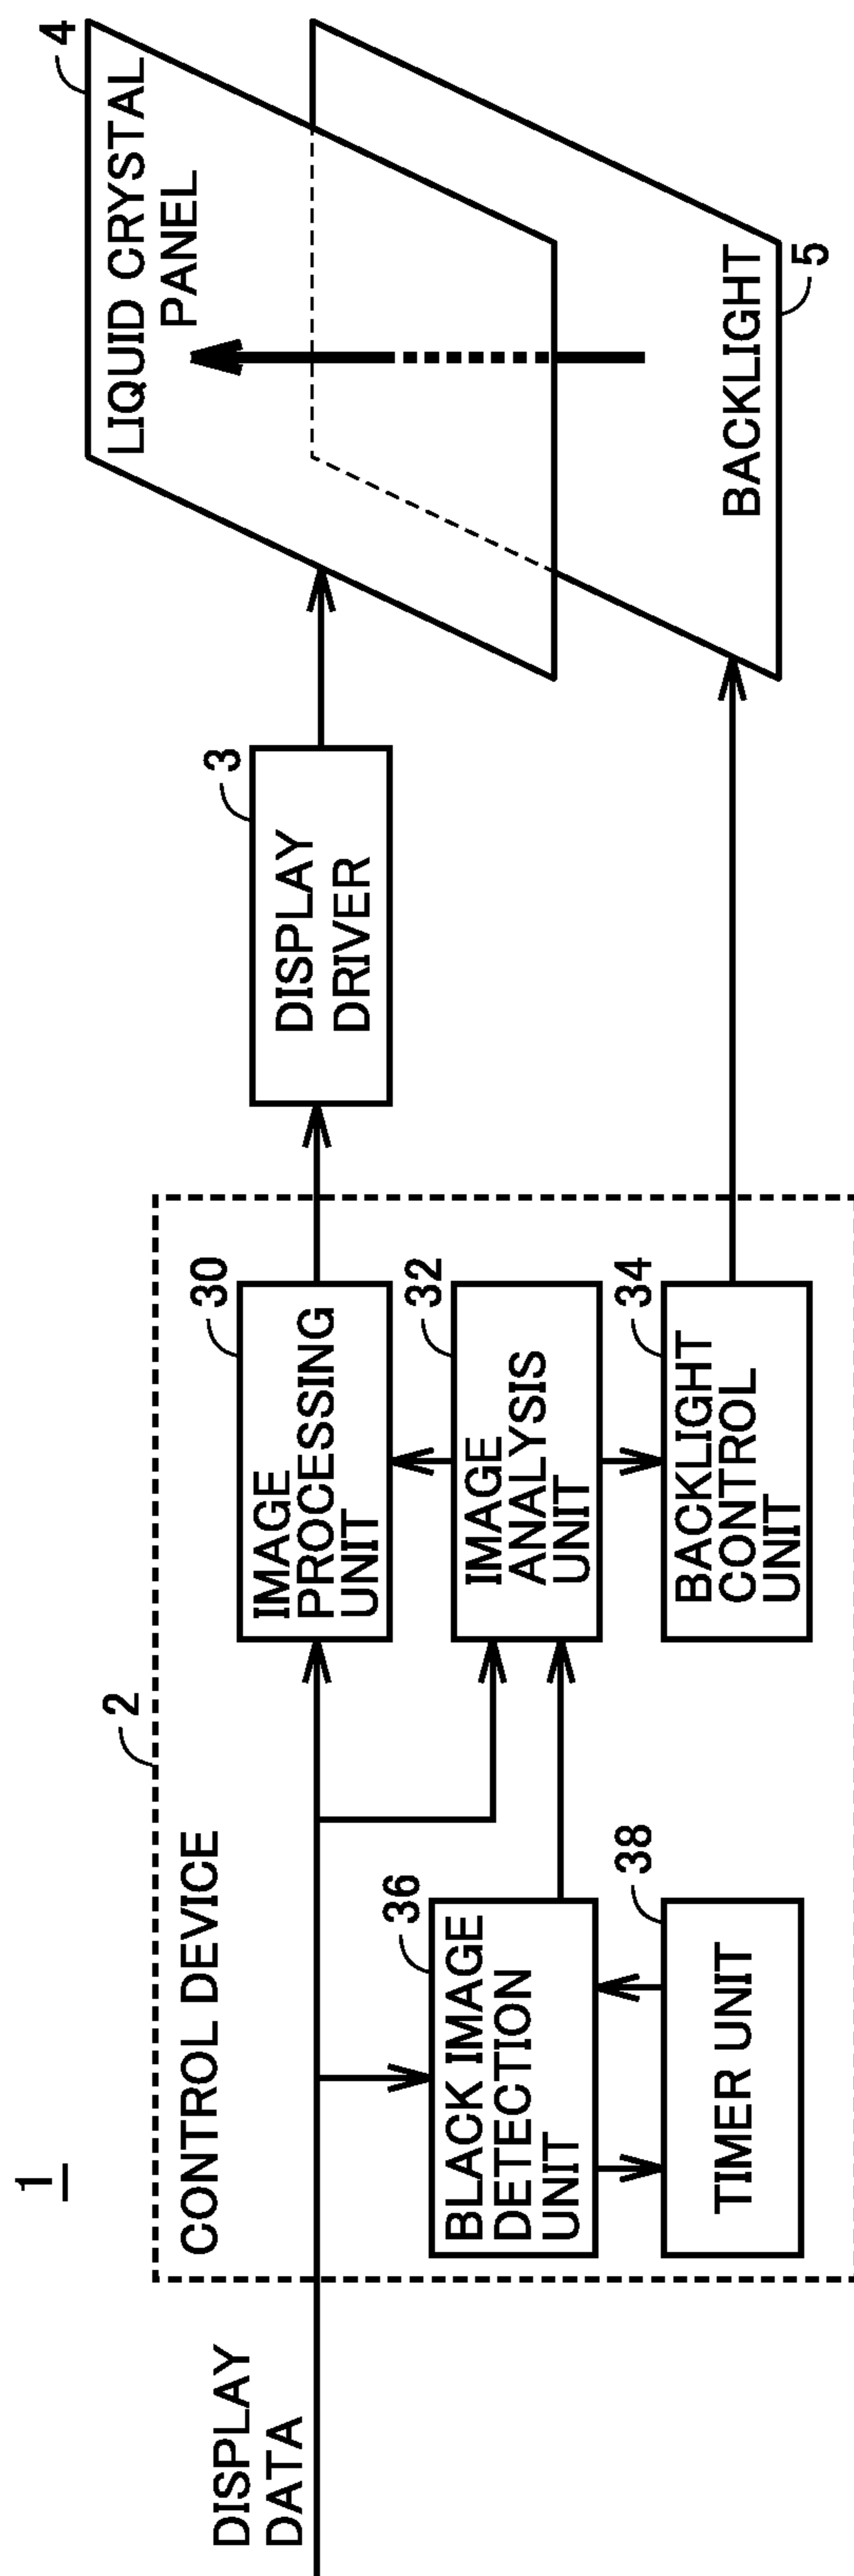 1
DISPLAY
DATA
CONTROL DEVICE
2
BLACK IMAGE
DETECTION
UNIT
36
TIMER UNIT
38
IMAGE
PROCESSING
UNIT
30
IMAGE
ANALYSIS
UNIT
32
BACKLIGHT
CONTROL
UNIT
34
DISPLAY
DRIVER
3
LIQUID CRYSTAL
PANEL
4
BACKLIGHT
5